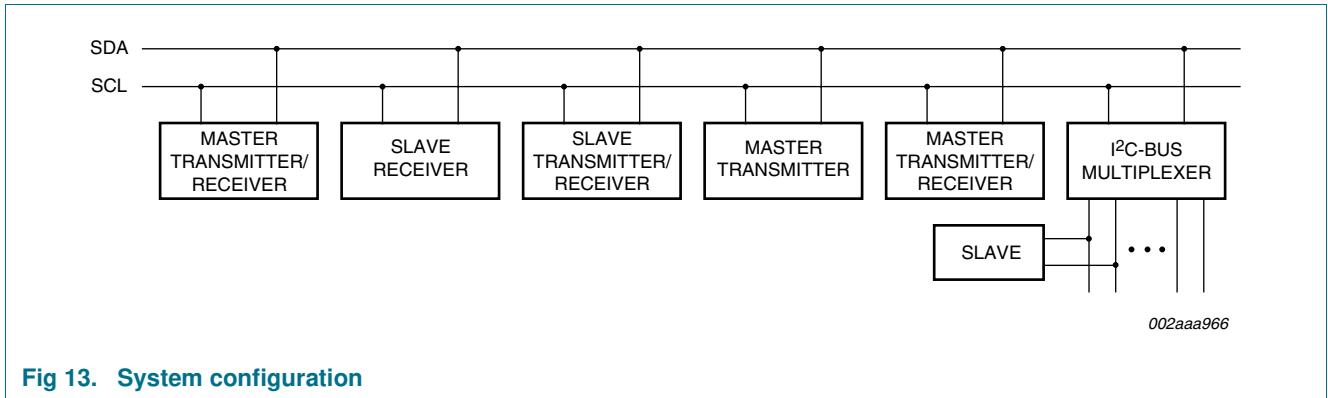 SDA
SCL
MASTER
TRANSMITTER/
RECEIVER
SLAVE
RECEIVER
SLAVE
TRANSMITTER/
RECEIVER
MASTER
TRANSMITTER
MASTER
TRANSMITTER/
RECEIVER
I²C-BUS
MULTIPLEXER
SLAVE
002aaa966
Fig 13. System configuration